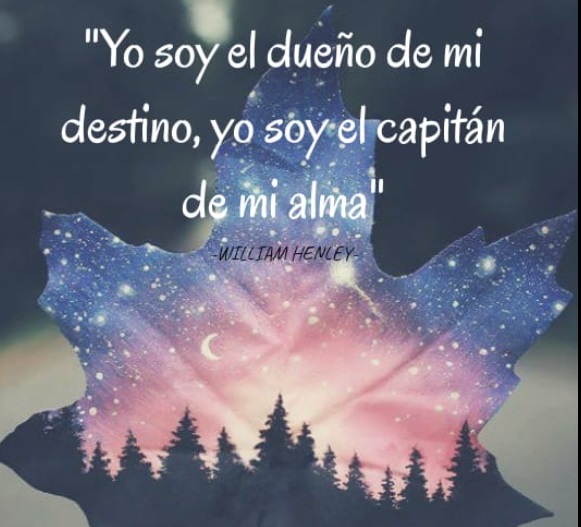 "Yo soy el dueño de mi
destino, yo soy el capitán
de mi alma"
-WILLIAM HENLEY-